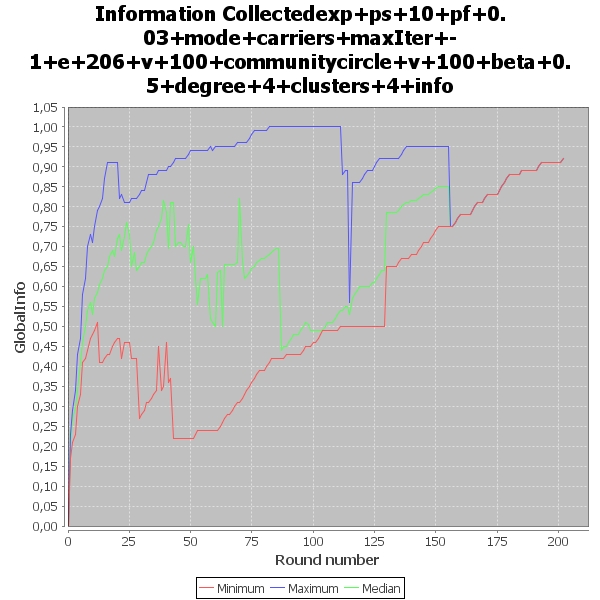 Information Collectedexp+ps+10+pf+0.
03+mode+carriers+maxIter+-
1+e+206+v+100+communitycircle+v+100+beta+0.
5+degree+4+clusters+4+info
1,05
1,00
0,95
0,90
0,85
0,80
0,75
0,70
0,65
0,60
0,55
0,50
0,45
0,40
0,35
0,30
0,25
0,20
0,15
0,10
0,05
0,00
GlobalInfo
0 25 50 75 100 125 150 175 200
Round number
Minimum Maximum Median